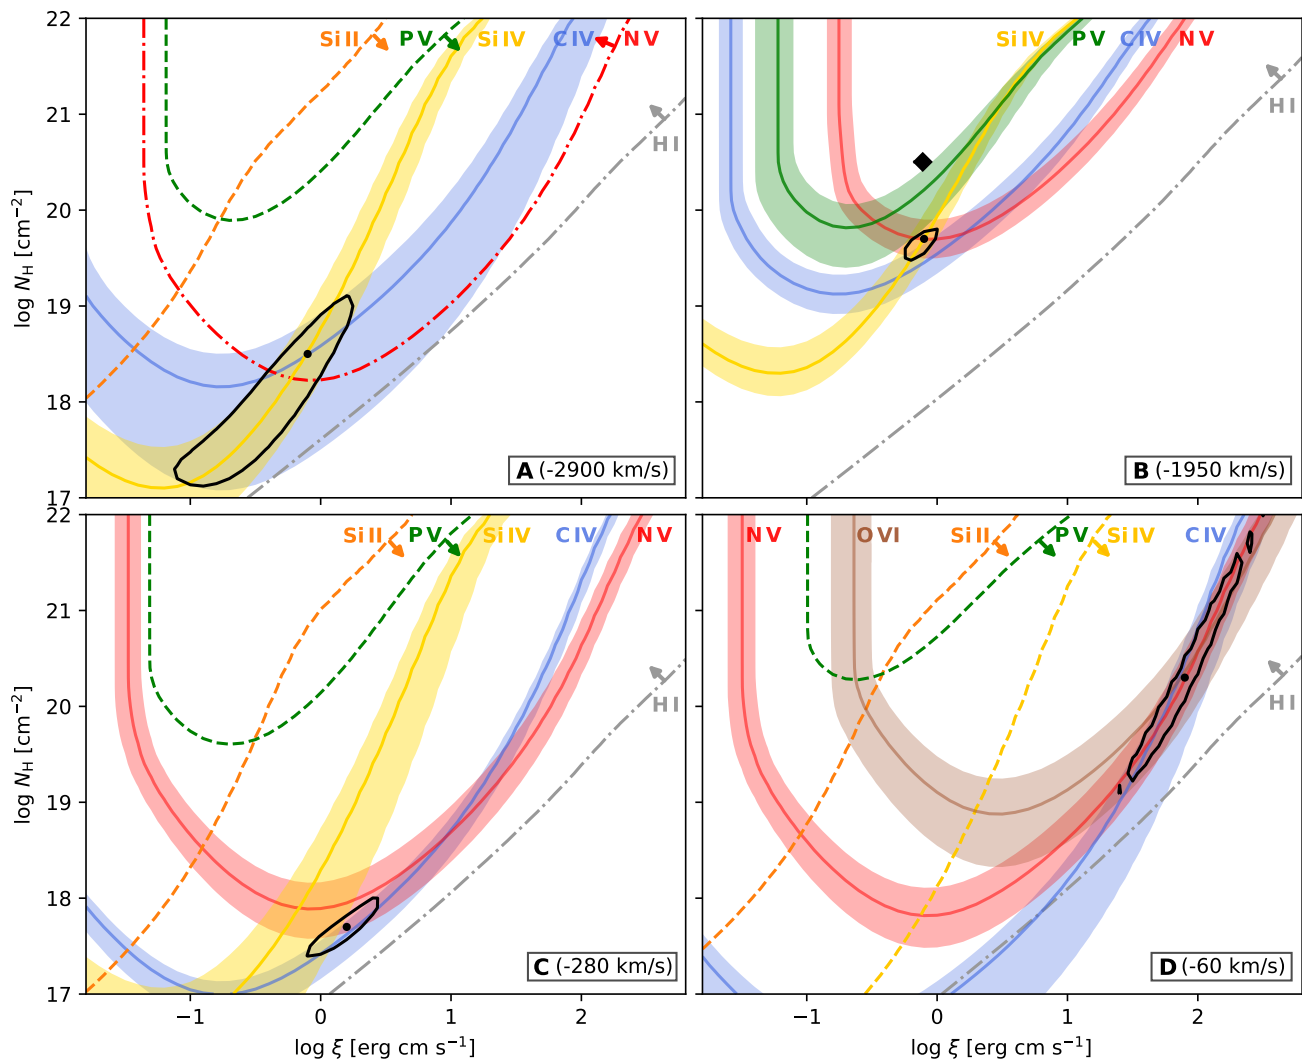 22
21
20
19
18
17
log N_H [cm⁻²]
Si II
P V
Si IV
C IV
N V
H I
A (-2900 km/s)
Si IV
P V
C IV
N V
H I
B (-1950 km/s)
22
21
20
19
18
17
log N_H [cm⁻²]
Si II
P V
Si IV
C IV
N V
H I
C (-280 km/s)
−1 0 1 2
log ξ [erg cm s⁻¹]
N V
O VI
Si II
P V
Si IV
C IV
H I
D (-60 km/s)
−1 0 1 2
log ξ [erg cm s⁻¹]